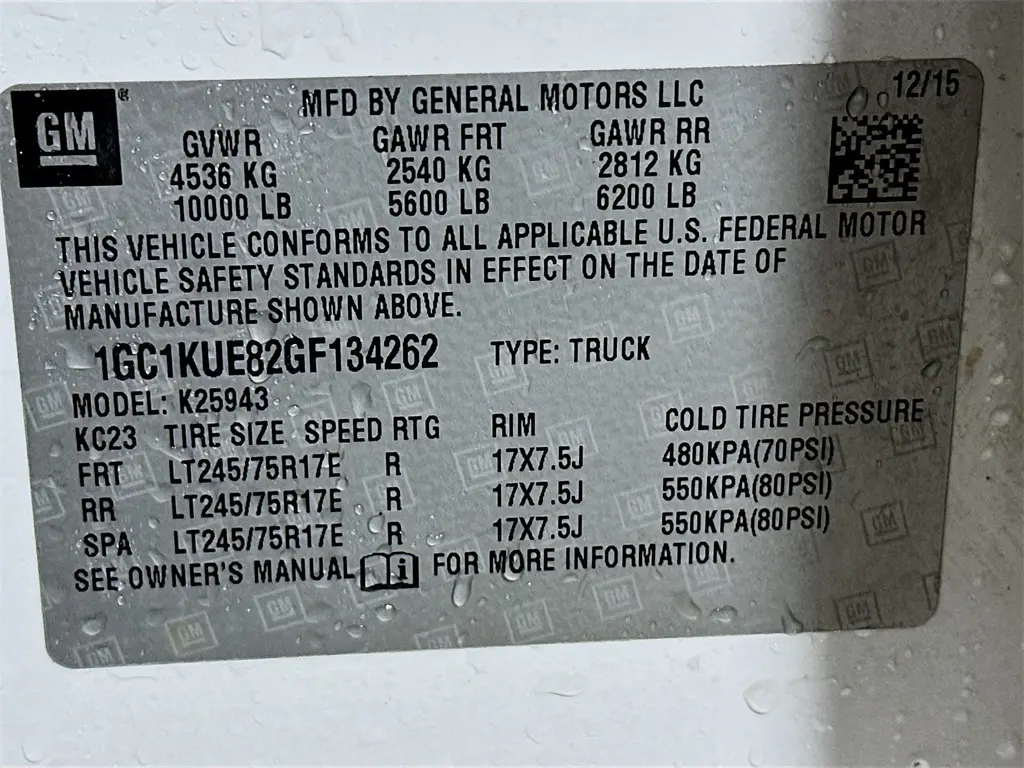 GM ® MFD BY GENERAL MOTORS LLC 12/15
GVWR GAWR FRT GAWR RR
4536 KG 2540 KG 2812 KG
10000 LB 5600 LB 6200 LB
THIS VEHICLE CONFORMS TO ALL APPLICABLE U.S. FEDERAL MOTOR
VEHICLE SAFETY STANDARDS IN EFFECT ON THE DATE OF
MANUFACTURE SHOWN ABOVE.
1GC1KUE82GF134262 TYPE: TRUCK
MODEL: K25943
KC23 TIRE SIZE SPEED RTG RIM COLD TIRE PRESSURE
FRT LT245/75R17E R 17X7.5J 480KPA(70PSI)
RR LT245/75R17E R 17X7.5J 550KPA(80PSI)
SPA LT245/75R17E R 17X7.5J 550KPA(80PSI)
SEE OWNER'S MANUAL i FOR MORE INFORMATION.